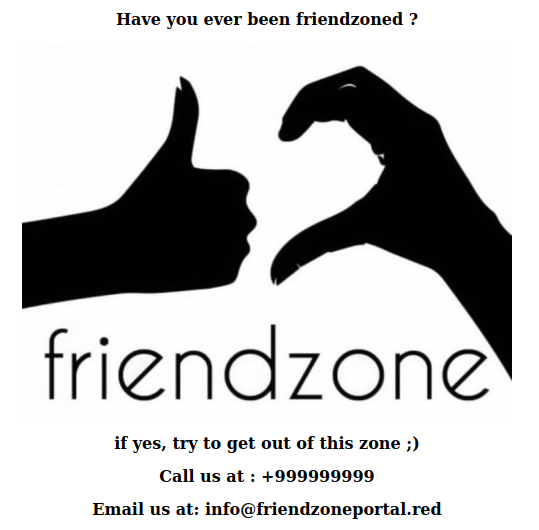 Have you ever been friendzoned ?
friendzone
if yes, try to get out of this zone ;)
Call us at : +999999999
Email us at: info@friendzoneportal.red